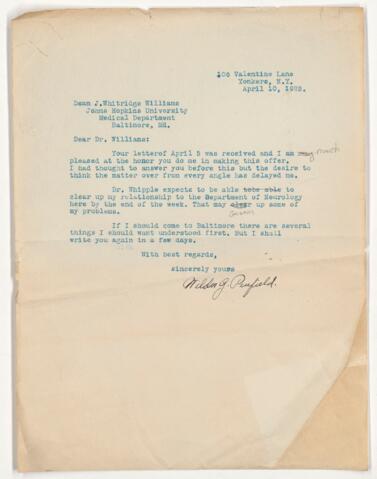 106 Valentine Lane
Yonkers, N.Y.
April 10, 1923.
Dean J.Whitridge Williams
Johns Hopkins University
Medical Department
Baltimore, Md.
Dear Dr. Williams:
Your letterof April 5 was received and I am very much
pleased at the honor you do me in making this offer.
I had thought to answer you before this but the desire to
think the matter over from every angle has delayed me.
Dr. Whipple expects to be able tobe able to
clear up my relationship to the Department of Neurology
here by the end of the week. That may clear up some of
my problems.
If I should come to Baltimore there are several
things I should want understood first. But I shall
write you again in a few days.
With best regards,
sincerely yours
Wilder G. Penfield.